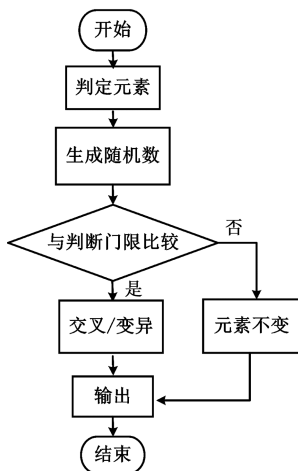 开始
判定元素
生成随机数
与判断门限比较
否
是
交叉/变异
元素不变
输出
结束